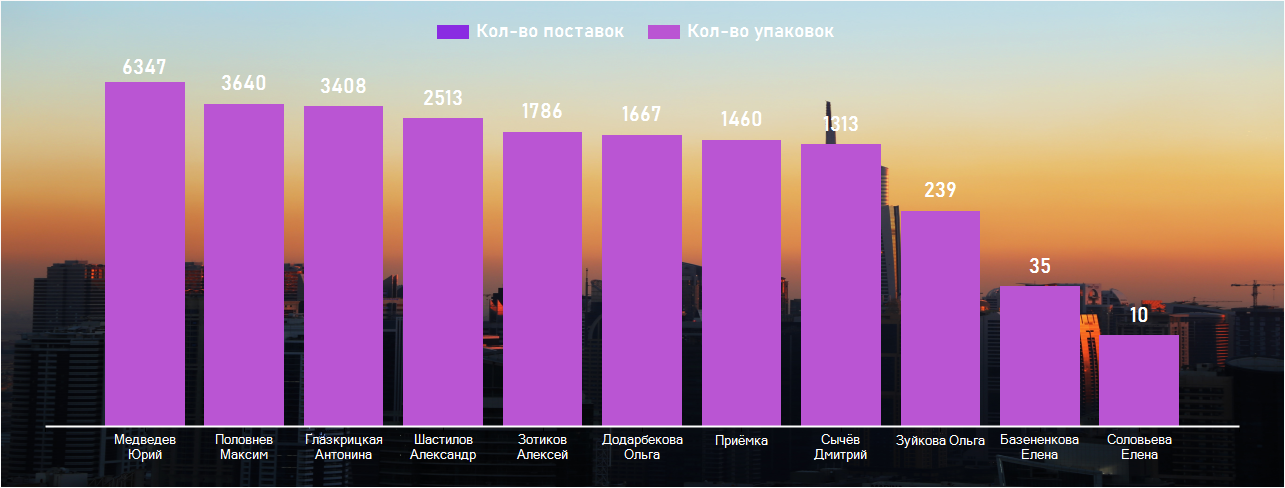 Кол-во поставок Кол-во упаковок
6347 3640 3408 2513 1786 1667 1460 1313 239 35 10
Медведев Юрий
Половнев Максим
Глазкрицкая Антонина
Шастилов Александр
Зотиков Алексей
Додарбекова Ольга
Приёмка
Сычёв Дмитрий
Зуйкова Ольга
Базененкова Елена
Соловьева Елена